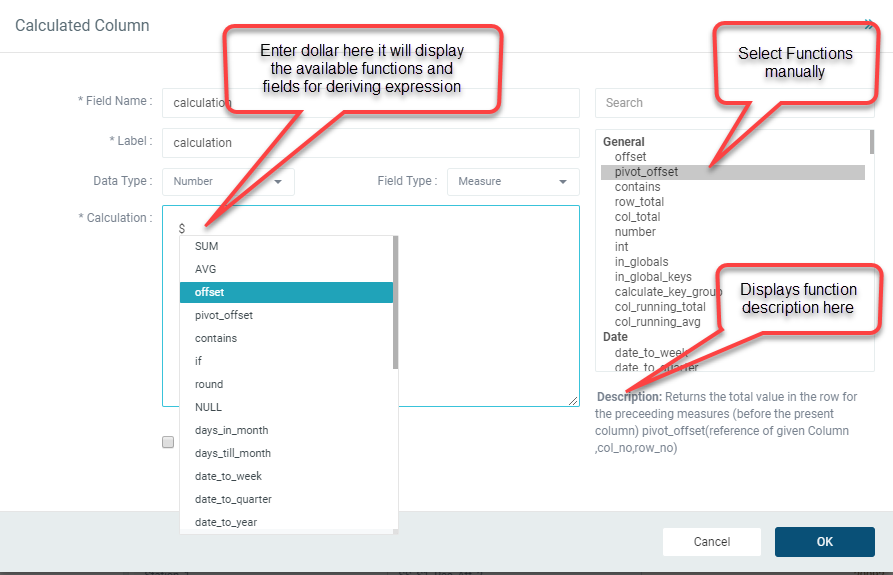 Calculated Column
»
Enter dollar here it will display
the available functions and
fields for deriving expression
Select Functions
manually
* Field Name :
calculation
* Label :
calculation
Data Type :
Number
Field Type :
Measure
* Calculation :
$
SUM
AVG
offset
pivot_offset
contains
if
round
NULL
days_in_month
days_till_month
date_to_week
date_to_quarter
date_to_year
Search
General
offset
pivot_offset
contains
row_total
col_total
number
int
in_globals
in_global_keys
calculate_key_group
col_running_total
col_running_avg
Date
date_to_week
date_to_quarter
Displays function
description here
Description: Returns the total value in the row for
the preceeding measures (before the present
column) pivot_offset(reference of given Column
,col_no,row_no)
Cancel
OK